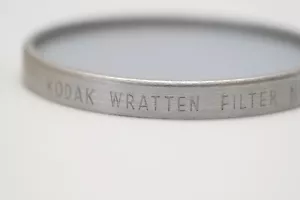 KODAK WRATTEN FILTER N